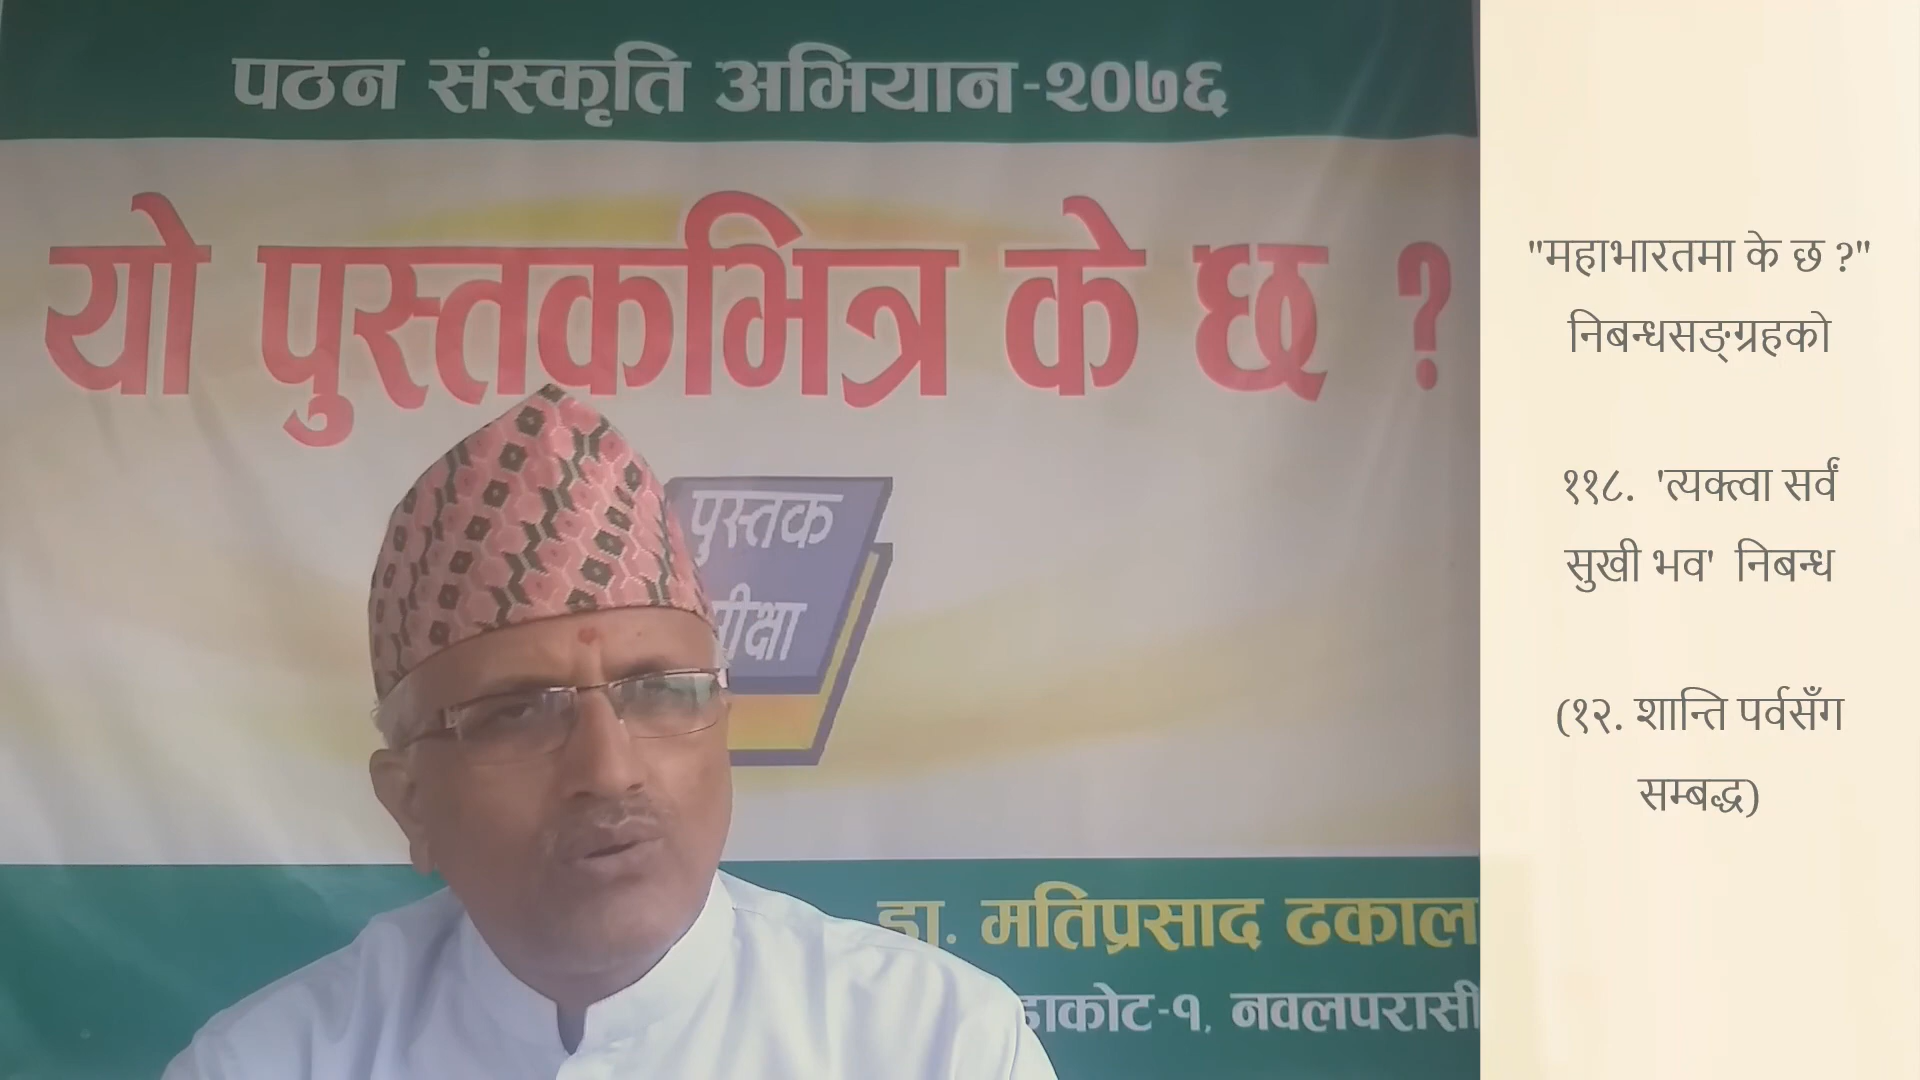 पठन संस्कृति अभियान-२०७६
यो पुस्तकभित्र के छ ?
पुस्तक
डा. मतिप्रसाद ढकाल
नवलपरासी
"महाभारतमा के छ ?"
निबन्धसङ्ग्रहको
११८. 'त्यक्त्वा सर्वं
सुखी भव' निबन्ध
(१२. शान्ति पर्वसँग
सम्बद्ध)